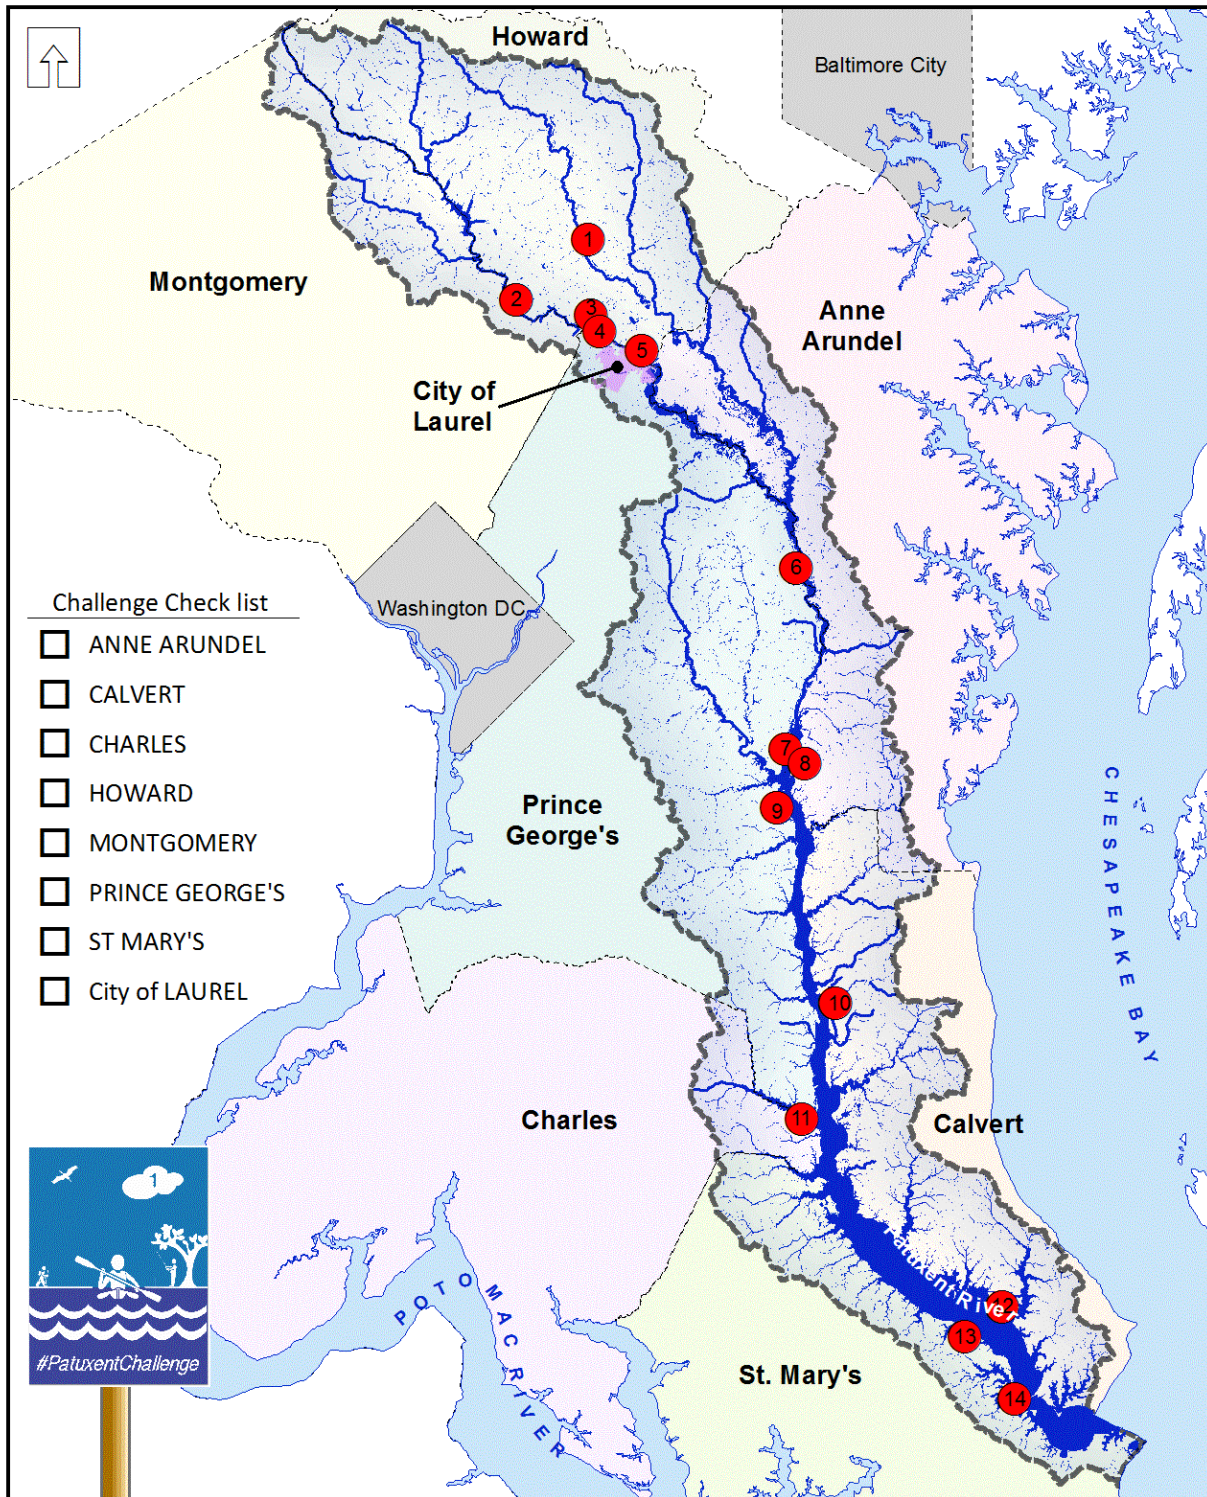 Howard
Baltimore City
Montgomery
Anne
Arundel
1
2
3
4
5
City of
Laurel
6
Washington DC
Challenge Check list
ANNE ARUNDEL
CALVERT
CHARLES
HOWARD
MONTGOMERY
PRINCE GEORGE'S
ST MARY'S
City of LAUREL
7
8
9
Prince
George's
CHESAPEAKE BAY
10
11
Charles
Calvert
Patuxent River
12
13
14
St. Mary's
POTOMAC RIVER
1
#PatuxentChallenge